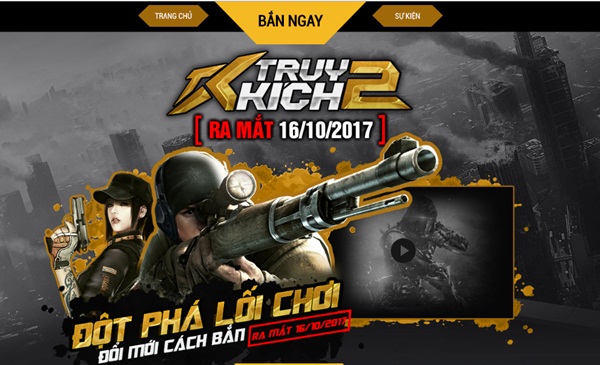 TRANG CHỦ
BẮN NGAY
SỰ KIỆN
TRUY
KICH 2
[ RA MẮT 16/10/2017 ]
ĐỘT PHÁ LỐI CHƠI
ĐỔI MỚI CÁCH BẮN
RA MẮT 16/10/2017